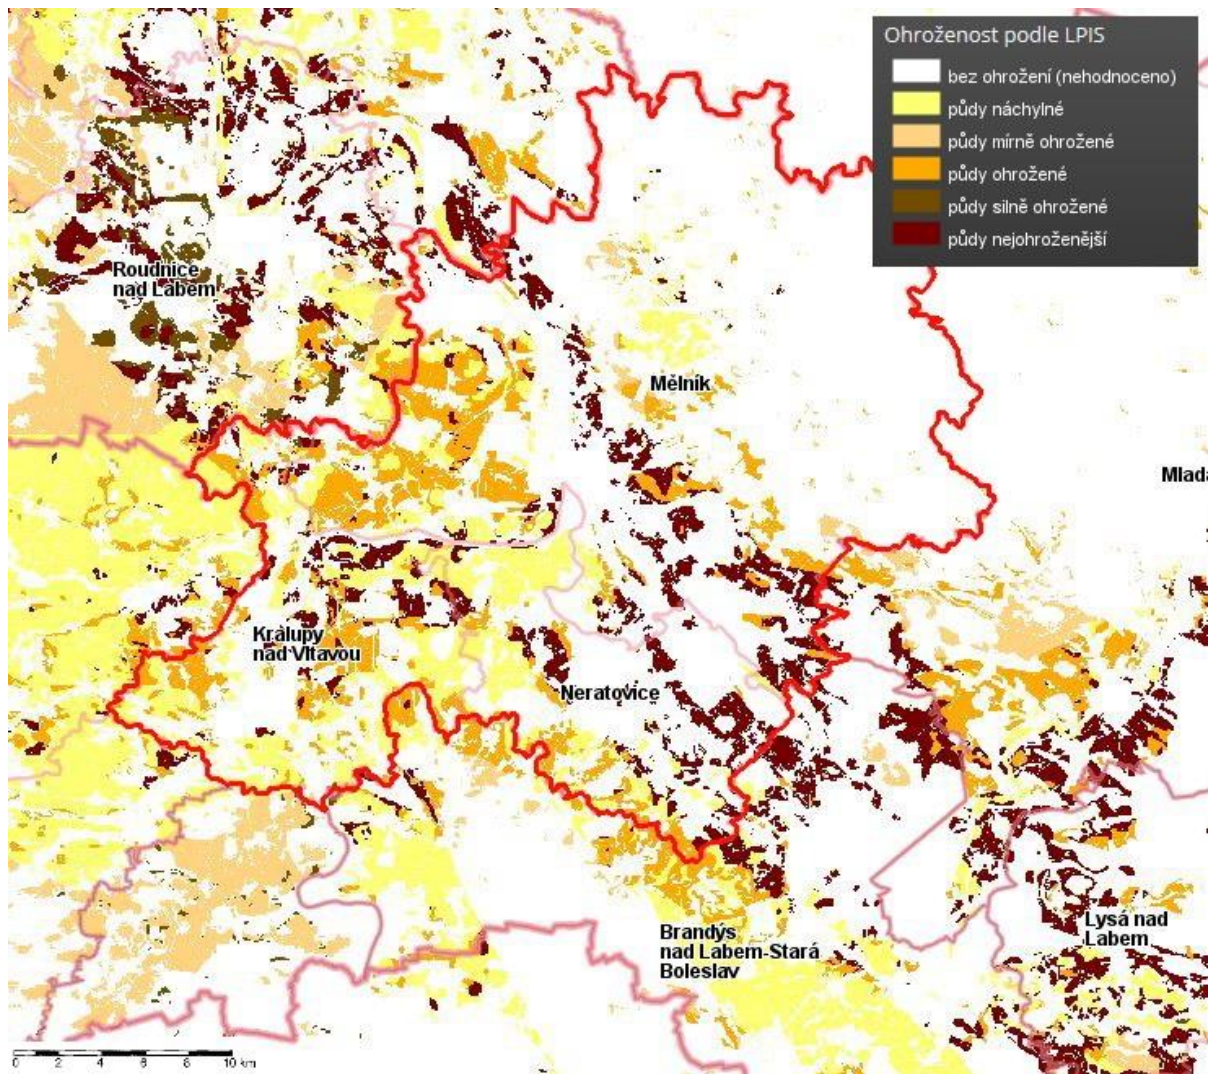 Ohroženost podle LPIS
bez ohrožení (nehodnoceno)
půdy náchylné
půdy mírně ohrožené
půdy ohrožené
půdy silně ohrožené
půdy nejohroženější
Roudnice
nad Labem
Mělník
Mlada
Kralupy
nad Vltavou
Neratovice
Brandýs
nad Labem-Stará
Boleslav
Lysá nad
Labem
0 2 4 6 8 10 km